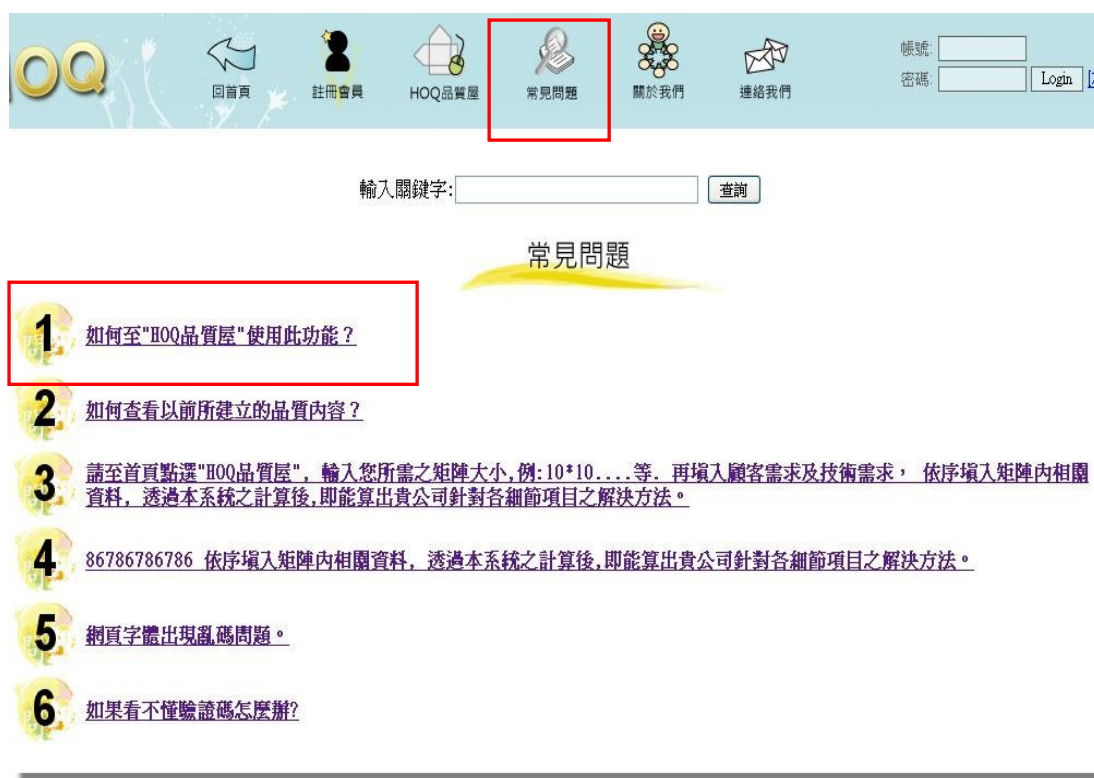 OQ
回首頁 註冊會員 HOQ品質屋 常見問題 關於我們 連絡我們
帳號:
密碼: Login
輸入關鍵字: 查詢
常見問題
1 如何至"HOQ品質屋"使用此功能？
2 如何查看以前所建立的品質內容？
3 請至首頁點選"HOQ品質屋", 輸入您所需之矩陣大小,例:10*10....等. 再填入顧客需求及技術需求， 依序填入矩陣內相關
資料, 透過本系統之計算後,即能算出貴公司針對各細節項目之解決方法。
4 86786786786 依序填入矩陣內相關資料, 透過本系統之計算後,即能算出貴公司針對各細節項目之解決方法。
5 網頁字體出現亂碼問題。
6 如果看不懂驗證碼怎麼辦?